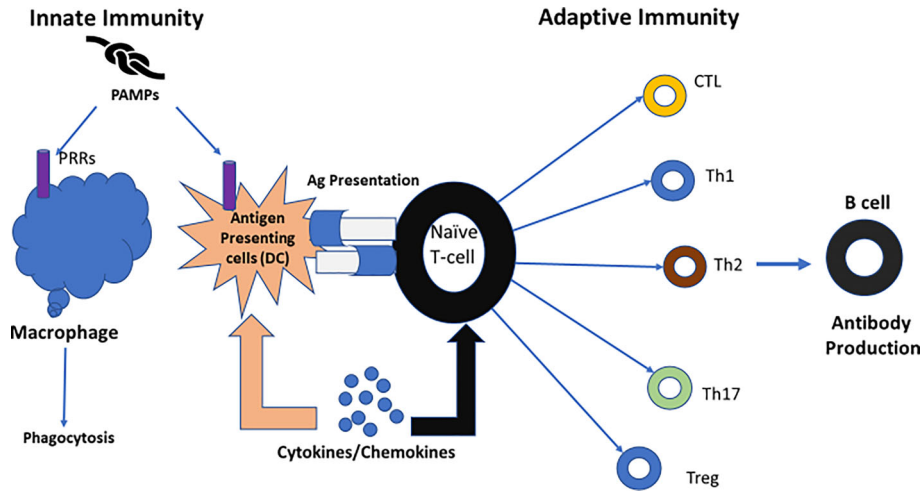 Innate Immunity
Adaptive Immunity
PAMPs
CTL
PRRs
Ag Presentation
Th1
B cell
Antigen
Presenting
cells (DC)
Naïve
T-cell
Th2
Macrophage
Antibody
Production
Th17
Phagocytosis
Cytokines/Chemokines
Treg